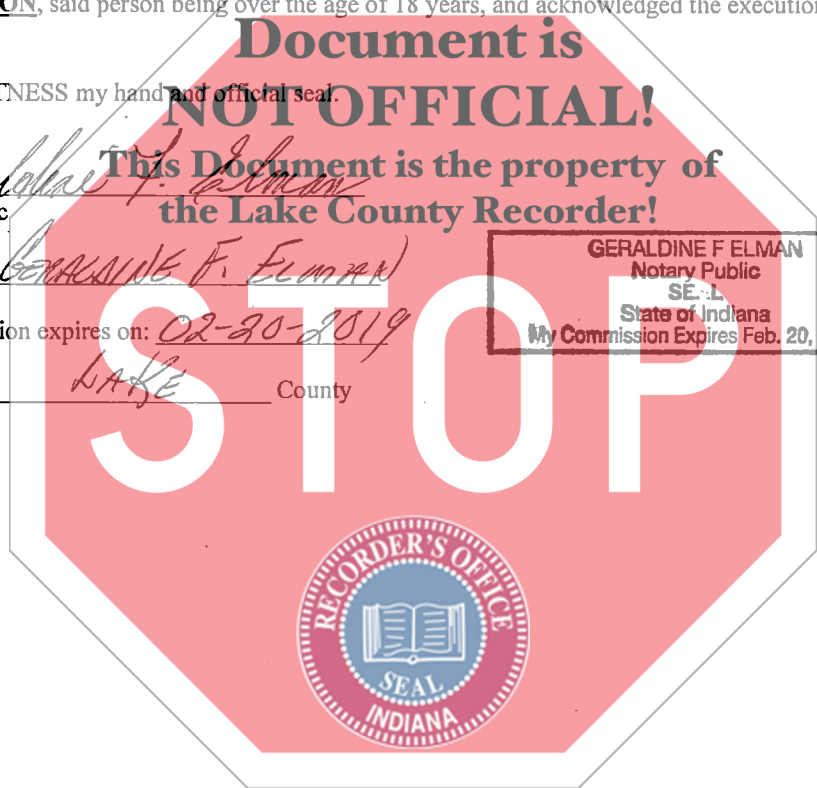 ON, said person being over the age of 18 years, and acknowledged the execution
Document is
TNESS my hand and official seal.
NOT OFFICIAL!
This Document is the property of
the Lake County Recorder!
F. Elman
c
GERALDINE F. ELMAN
GERALDINE F ELMAN
Notary Public
SE L
State of Indiana
My Commission Expires Feb. 20,
ion expires on: 02-20-2019
LAKE County
STOP
RECORDER'S OFFICE
SEAL
INDIANA